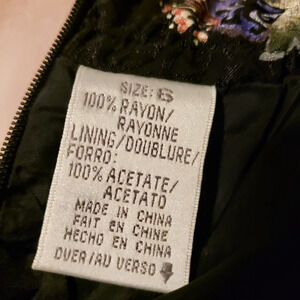 SIZE: 6
100% RAYON/
RAYONNE
LINING/DOUBLURE/
FORRO:
100% ACETATE/
ACETATO
MADE IN CHINA
FAIT EN CHINE
HECHO EN CHINA
OVER/AU VERSO